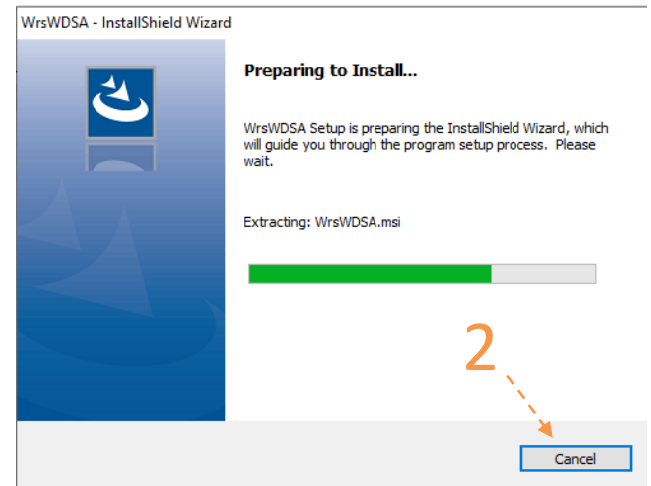 WrsWDSA - InstallShield Wizard
Preparing to Install...
WrsWDSA Setup is preparing the InstallShield Wizard, which
will guide you through the program setup process.  Please
wait.
Extracting: WrsWDSA.msi
2
Cancel